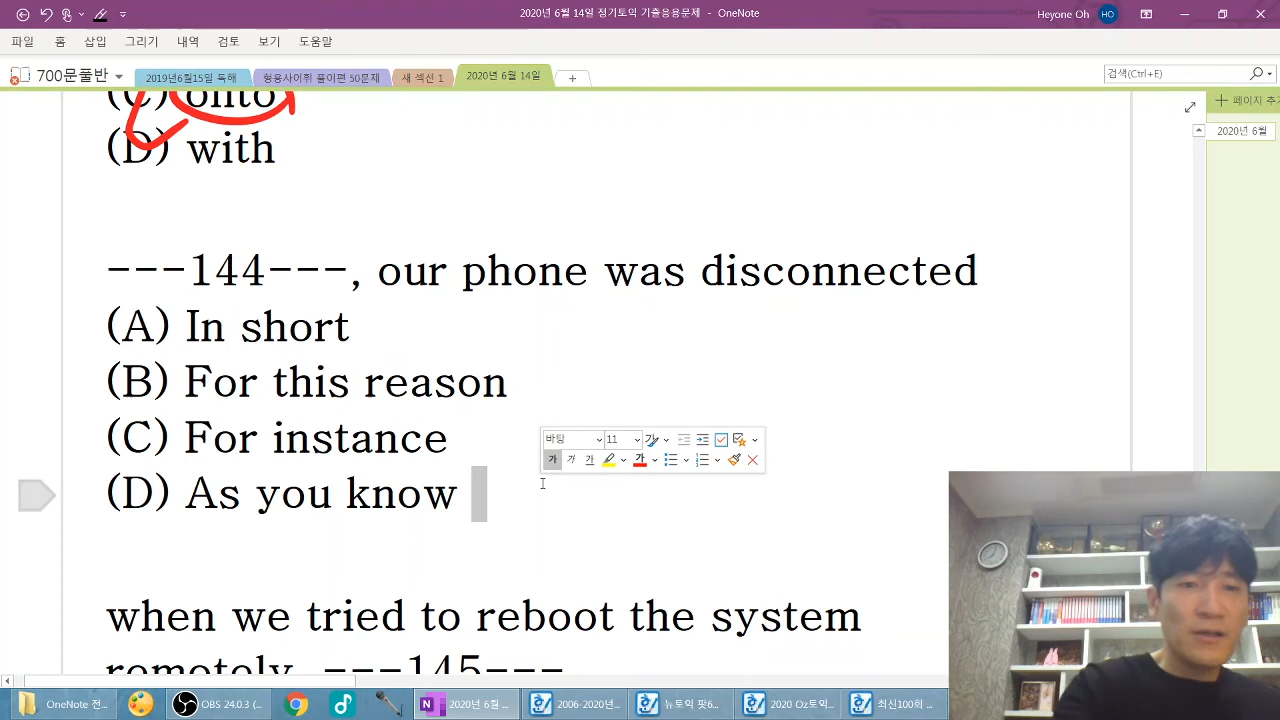 2020년 6월 14일 정기토익 기출응용문제 - OneNote
Heyone Oh
HO
파일
홈
삽입
그리기
내역
검토
보기
도움말
700문풀반
2019년6월15일 독해
형용사어휘 풀이편 50문제
새 섹션 1
2020년 6월 14일
검색(Ctrl+E)
페이지 추가
2020년 6월
(C) onto
(D) with
---144---, our phone was disconnected
(A) In short
(B) For this reason
(C) For instance
(D) As you know
바탕
11
가 가 가 가
when we tried to reboot the system
remotely. ---145---
OneNote 전...
OBS 24.0.3 (...
2020년 6월 ...
2006-2020년...
뉴토익 팟6...
2020 Oz토익...
최신100회 ...